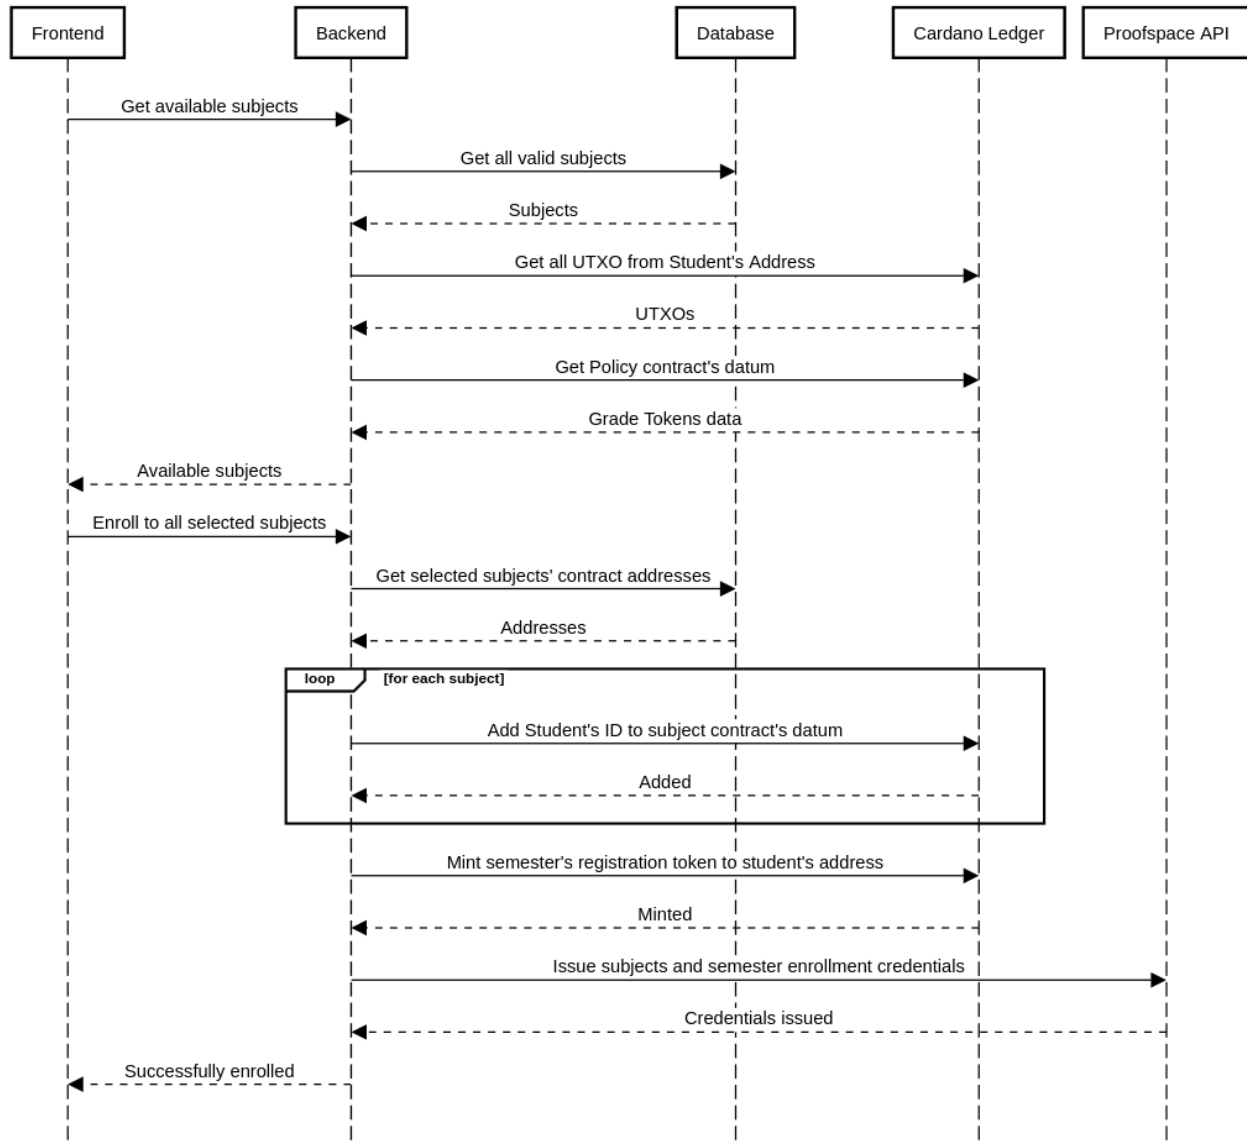 Frontend
Backend
Database
Cardano Ledger
Proofspace API
Get available subjects
Get all valid subjects
Subjects
Get all UTXO from Student's Address
UTXOs
Get Policy contract's datum
Grade Tokens data
Available subjects
Enroll to all selected subjects
Get selected subjects' contract addresses
Addresses
loop
[for each subject]
Add Student's ID to subject contract's datum
Added
Mint semester's registration token to student's address
Minted
Issue subjects and semester enrollment credentials
Credentials issued
Successfully enrolled